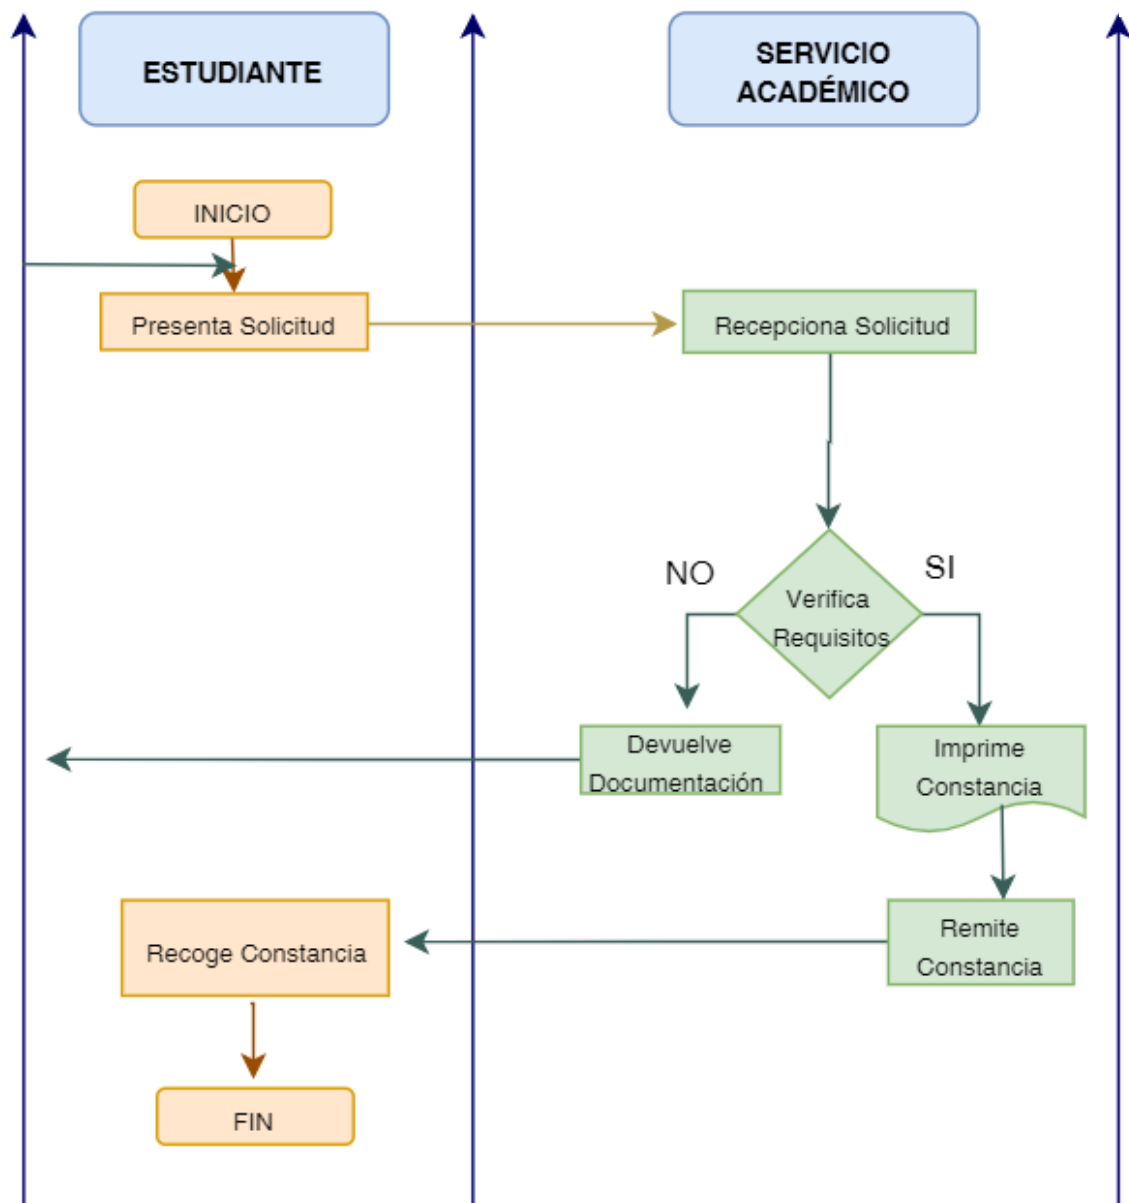 ESTUDIANTE
SERVICIO
ACADÉMICO
INICIO
Presenta Solicitud
Recepciona Solicitud
NO
SI
Verifica
Requisitos
Devuelve
Documentación
Imprime
Constancia
Recoge Constancia
Remite
Constancia
FIN